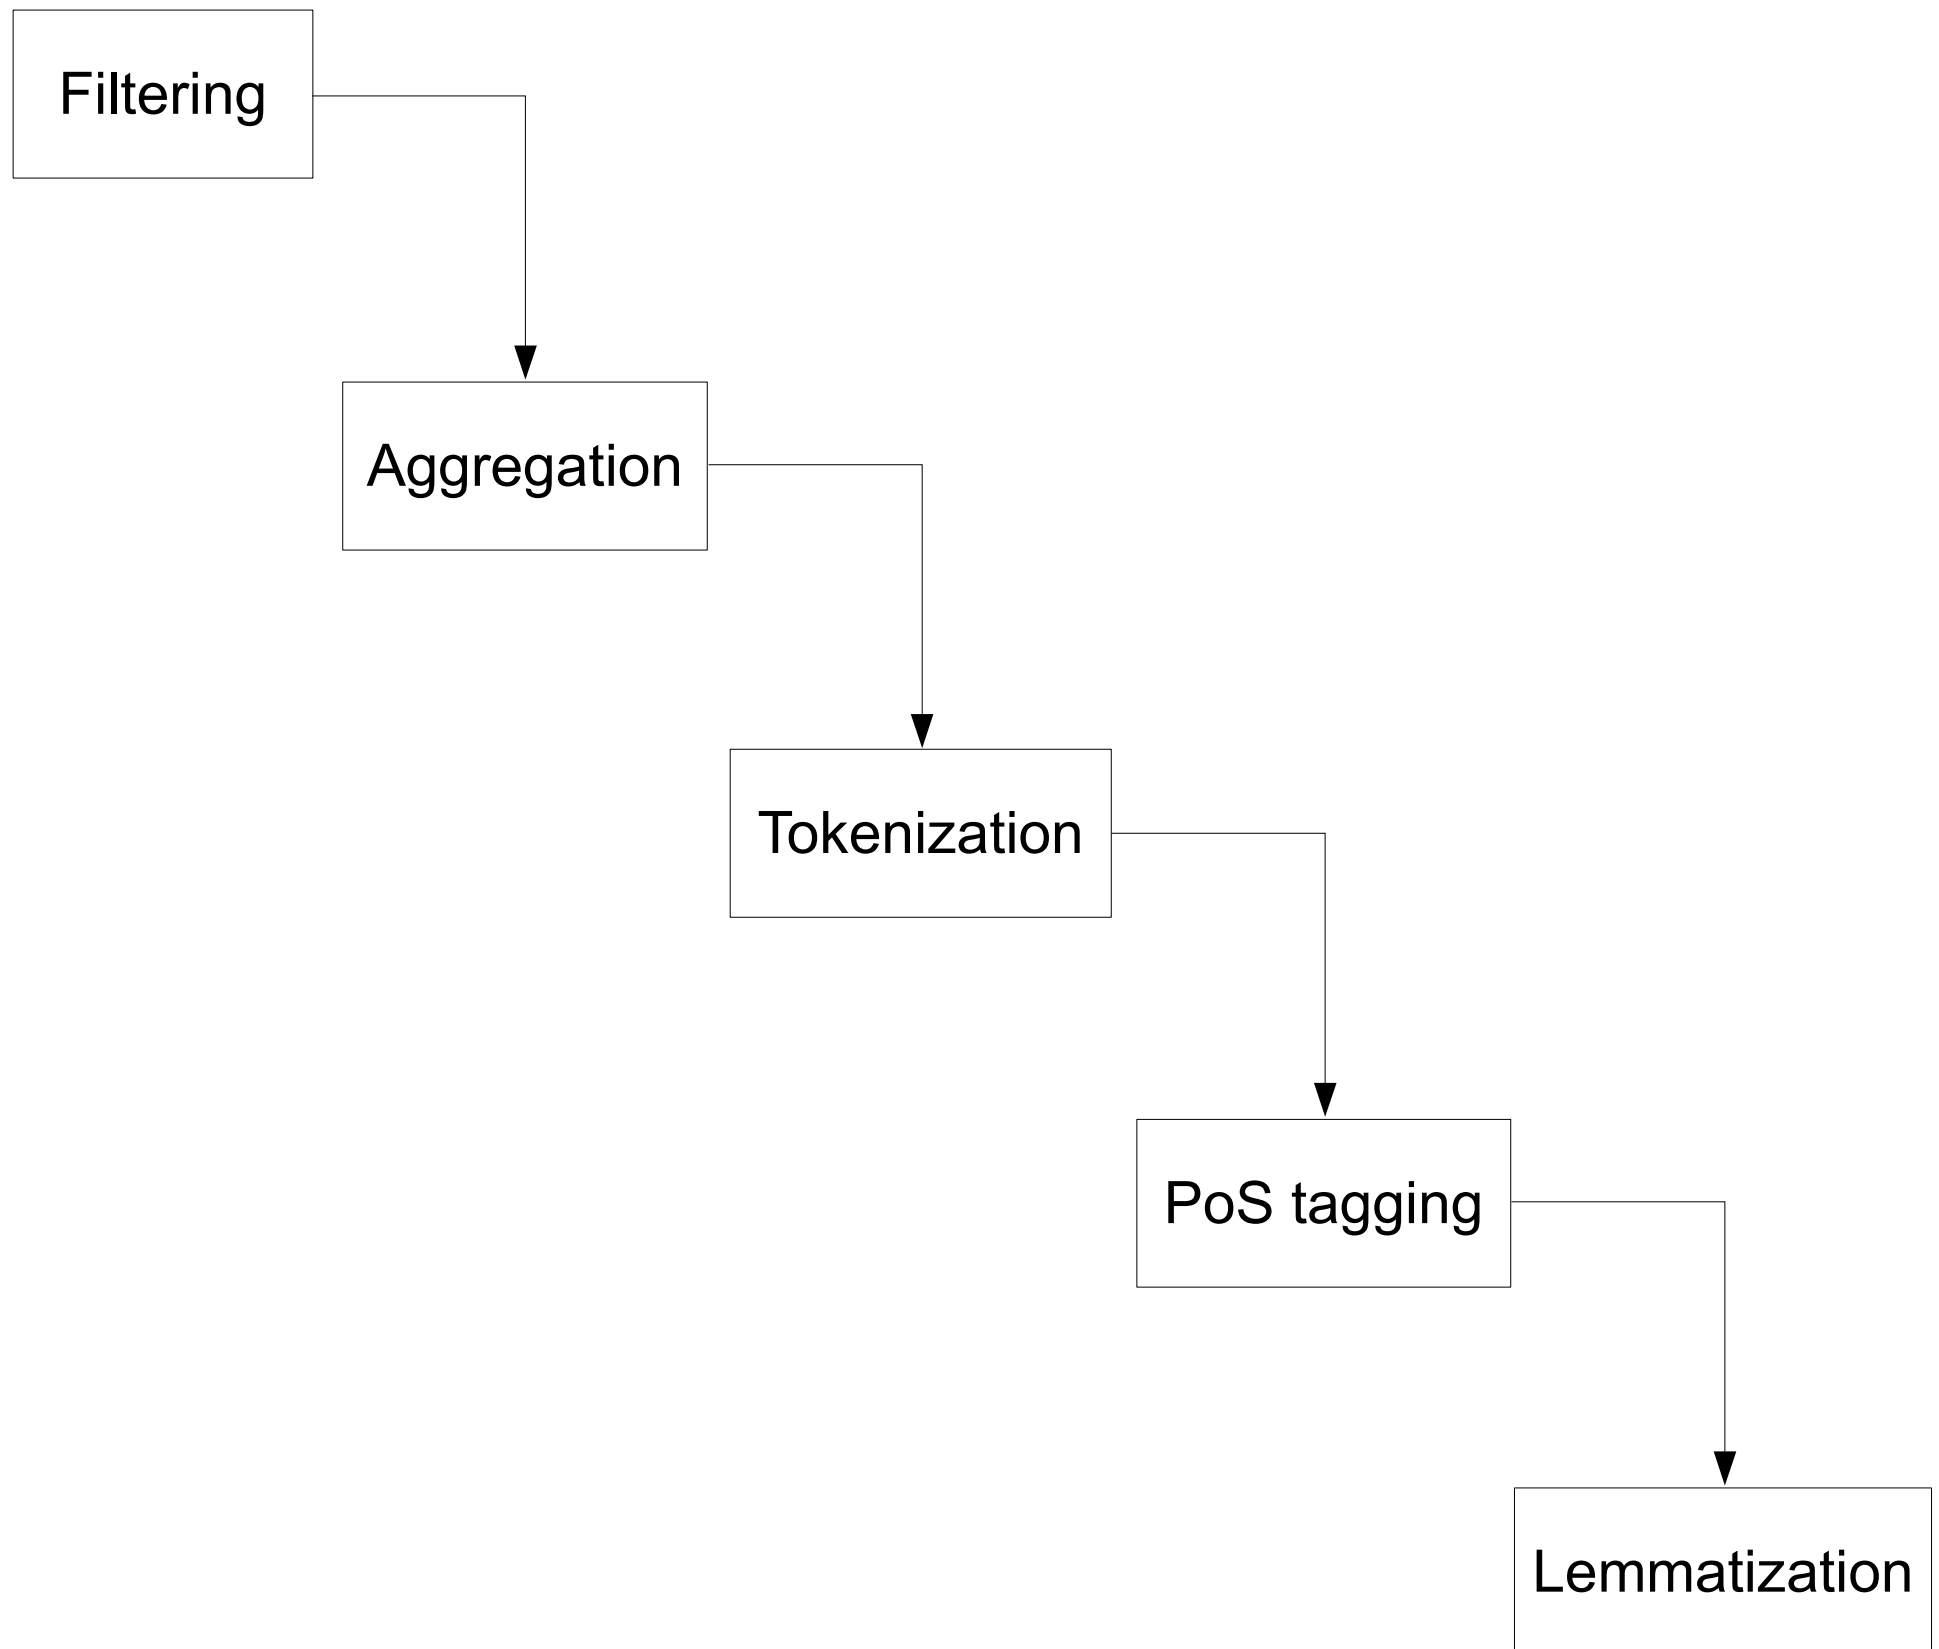 Filtering
Aggregation
Tokenization
PoS tagging
Lemmatization